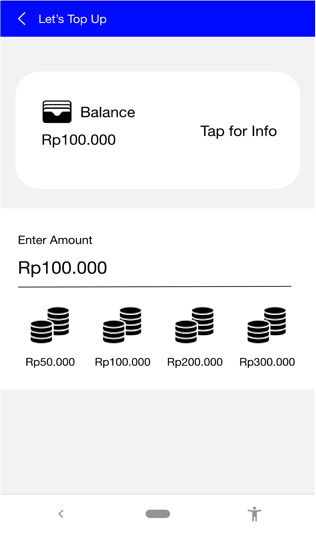 Let's Top Up
Balance
Rp100.000
Tap for Info
Enter Amount
Rp100.000
Rp50.000 Rp100.000 Rp200.000 Rp300.000